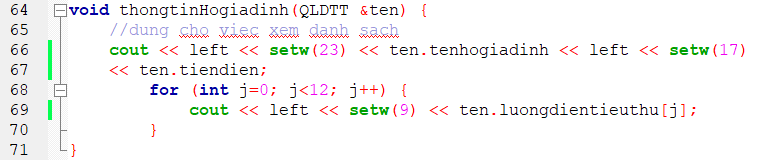 64 void thongtinHogiadinh(QLDTT &ten) {
65 //dung cho viec xem danh sach
66 cout << left << setw(23) << ten.tenhogiadinh << left << setw(17)
67 << ten.tiendien;
68 for (int j=0; j<12; j++) {
69 cout << left << setw(9) << ten.luongdientieuthu[j];
70 }
71 }